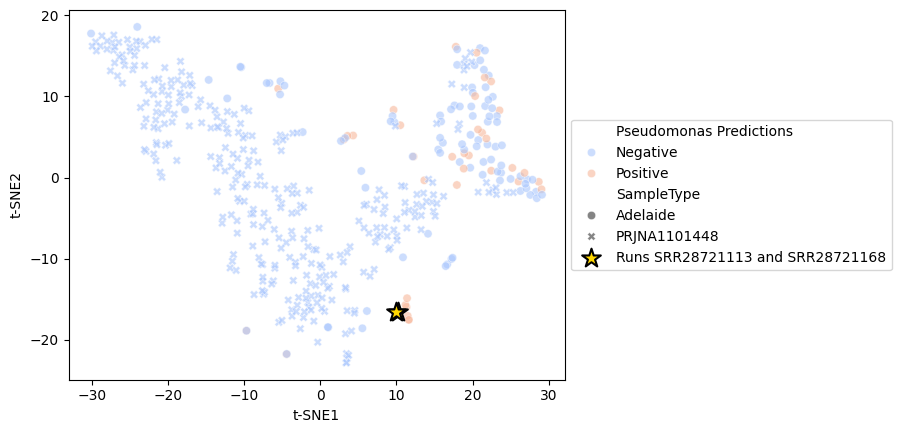 20
10
0
−10
−20
t-SNE2
−30
−20
−10
0
10
20
30
t-SNE1
Pseudomonas Predictions
Negative
Positive
SampleType
Adelaide
PRJNA1101448
Runs SRR28721113 and SRR28721168